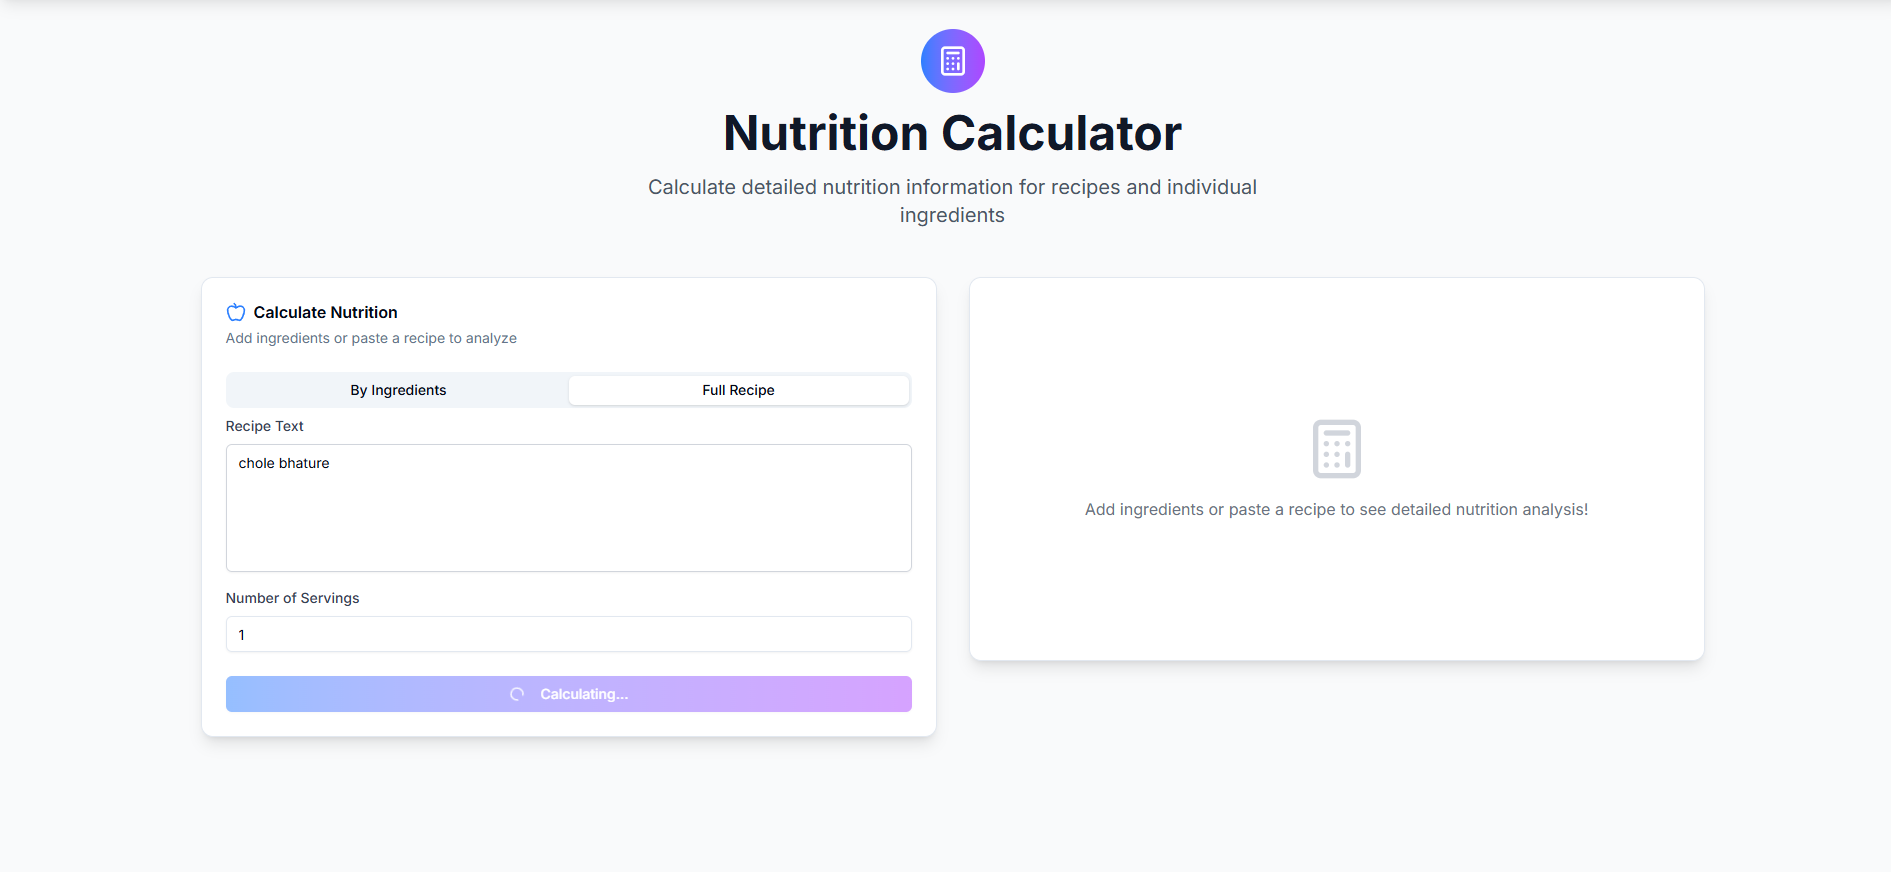 Nutrition Calculator
Calculate detailed nutrition information for recipes and individual
ingredients
Calculate Nutrition
Add ingredients or paste a recipe to analyze
By Ingredients
Full Recipe
Recipe Text
chole bhature
Number of Servings
1
Calculating...
Add ingredients or paste a recipe to see detailed nutrition analysis!